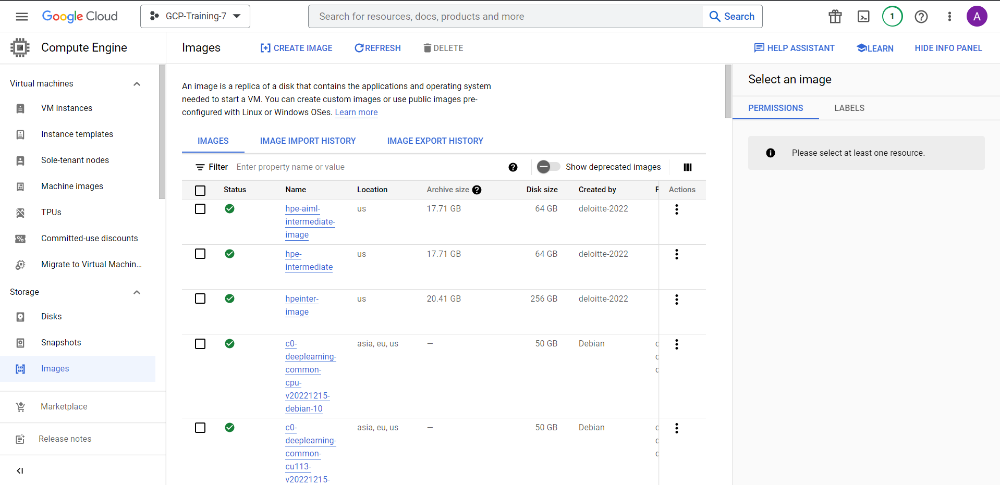 Google Cloud
GCP-Training-7
Search for resources, docs, products and more
Search
1
A
Compute Engine
Images
CREATE IMAGE
REFRESH
DELETE
HELP ASSISTANT
LEARN
HIDE INFO PANEL
Virtual machines
VM instances
Instance templates
Sole-tenant nodes
Machine images
TPUs
Committed-use discounts
Migrate to Virtual Machin...
Storage
Disks
Snapshots
Images
Marketplace
Release notes
An image is a replica of a disk that contains the applications and operating system
needed to start a VM. You can create custom images or use public images pre-
configured with Linux or Windows OSes. Learn more
IMAGES
IMAGE IMPORT HISTORY
IMAGE EXPORT HISTORY
Filter
Enter property name or value
Show deprecated images
Status
Name
Location
Archive size
Disk size
Created by
F
Actions
hpe-aiml-
intermediate-
image
us
17.71 GB
64 GB
deloitte-2022
hpe-
intermediate
us
17.71 GB
64 GB
deloitte-2022
hpeinter-
image
us
20.41 GB
256 GB
deloitte-2022
c0-
deeplearning-
common-
cpu-
v20221215-
debian-10
asia, eu, us
—
50 GB
Debian
c
c
d
c0-
deeplearning-
common-
cu113-
v20221215-
asia, eu, us
—
50 GB
Debian
c
c
d
Select an image
PERMISSIONS
LABELS
Please select at least one resource.